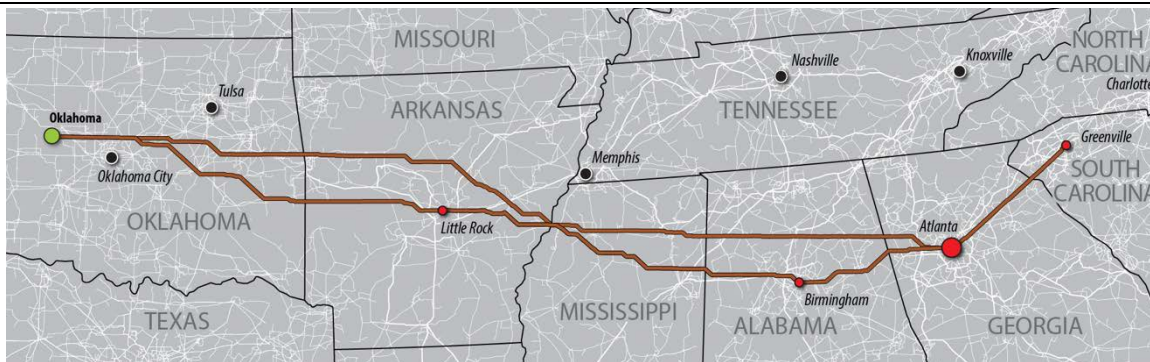 MISSOURI
NORTH
CAROLINA
Nashville
Knoxville
Charlotte
Tulsa
ARKANSAS
TENNESSEE
Oklahoma
Greenville
Oklahoma City
Memphis
SOUTH
CAROLINA
OKLAHOMA
Little Rock
Atlanta
Birmingham
MISSISSIPPI
TEXAS
ALABAMA
GEORGIA